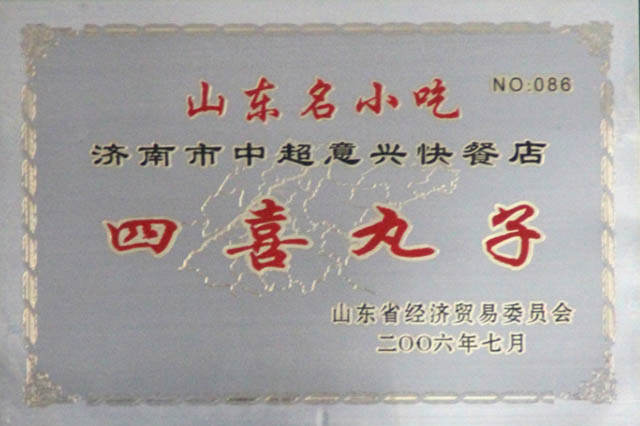 NO:086
山东名小吃
济南市中超意兴快餐店
四喜丸子
山东省经济贸易委员会
二OO六年七月